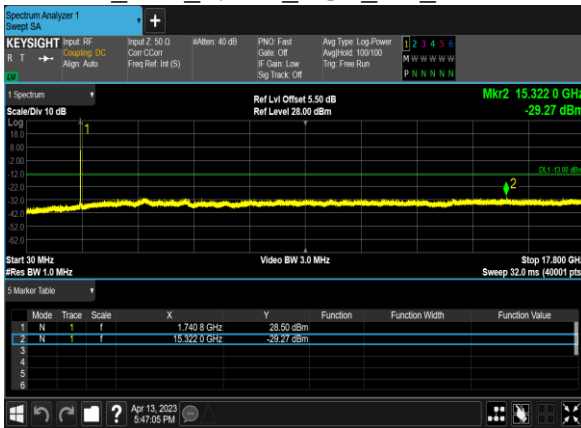 Spectrum Analyzer 1
Swept SA
+
KEYSIGHT Input: RF Input Z: 50 Ω #Atten: 40 dB PNO: Fast Avg Type: Log-Power 1 2 3 4 5 6
R T Coupling: DC Corr CCorr Gate: Off Avg|Hold: 100/100 M W W W W W
Align: Auto Freq Ref: Int (S) IF Gain: Low Trig: Free Run
LV Sig Track: Off P N N N N N
1 Spectrum Ref Lvl Offset 5.50 dB Mkr2 15.322 0 GHz
Scale/Div 10 dB Ref Level 28.00 dBm -29.27 dBm
Log
18.0
8.00
-2.00
-12.0
-22.0
-32.0
-42.0
-52.0
-62.0
1
DL1 -13.00 dBm
2
Start 30 MHz Video BW 3.0 MHz Stop 17.800 GHz
#Res BW 1.0 MHz Sweep 32.0 ms (40001 pts)
5 Marker Table
Mode Trace Scale X Y Function Function Width Function Value
1 N 1 f 1.740 8 GHz 28.50 dBm
2 N 1 f 15.322 0 GHz -29.27 dBm
3
4
5
6
? Apr 13, 2023
5:47:05 PM